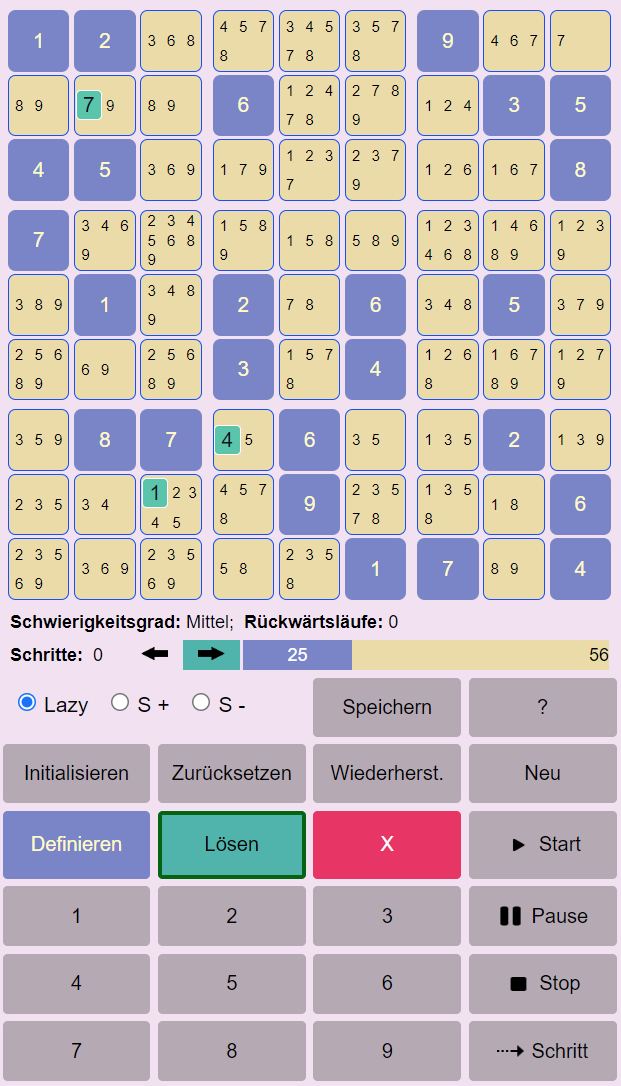 1 2 3 6 8 4 5 7 3 4 5 3 5 7 9 4 6 7 7
8 7 8 8
8 9 7 9 8 9 6 1 2 4 2 7 8 1 2 4 3 5
7 8 9
4 5 3 6 9 1 7 9 1 2 3 2 3 7 1 2 6 1 6 7 8
7 9
7 3 4 6 2 3 4 1 5 8 1 5 8 5 8 9 1 2 3 1 4 6 1 2 3
9 5 6 8 9 4 6 8 8 9 9
9
3 8 9 1 3 4 8 2 7 8 6 3 4 8 5 3 7 9
9
2 5 6 6 9 2 5 6 3 1 5 7 4 1 2 6 1 6 7 1 2 7
8 9 8 9 8 8 8 9 9
3 5 9 8 7 4 5 6 3 5 1 3 5 2 1 3 9
2 3 5 3 4 1 2 3 4 5 7 9 2 3 5 1 3 5 1 8 6
4 5 8 7 8 8
2 3 5 3 6 9 2 3 5 5 8 2 3 5 1 7 8 9 4
6 9 6 9 8
Schwierigkeitsgrad: Mittel; Rückwärtsläufe: 0
Schritte: 0 25 56
Lazy S + S - Speichern ?
Initialisieren Zurücksetzen Wiederherst. Neu
Definieren Lösen X Start
1 2 3 Pause
4 5 6 Stop
7 8 9 Schritt